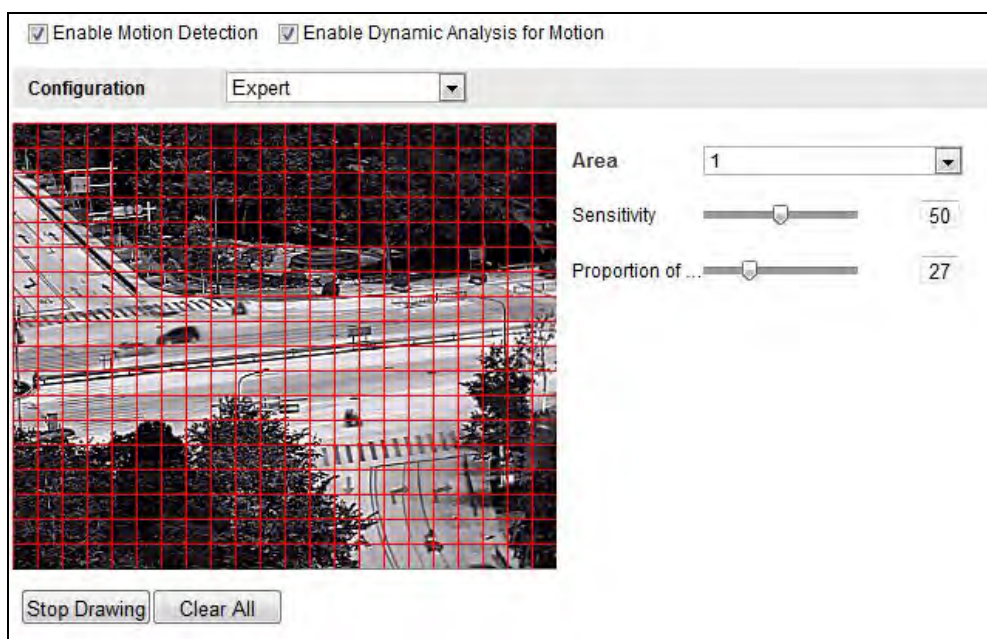 Enable Motion Detection Enable Dynamic Analysis for Motion
Configuration Expert
Area 1
Sensitivity 50
Proportion of ... 27
Stop Drawing Clear All